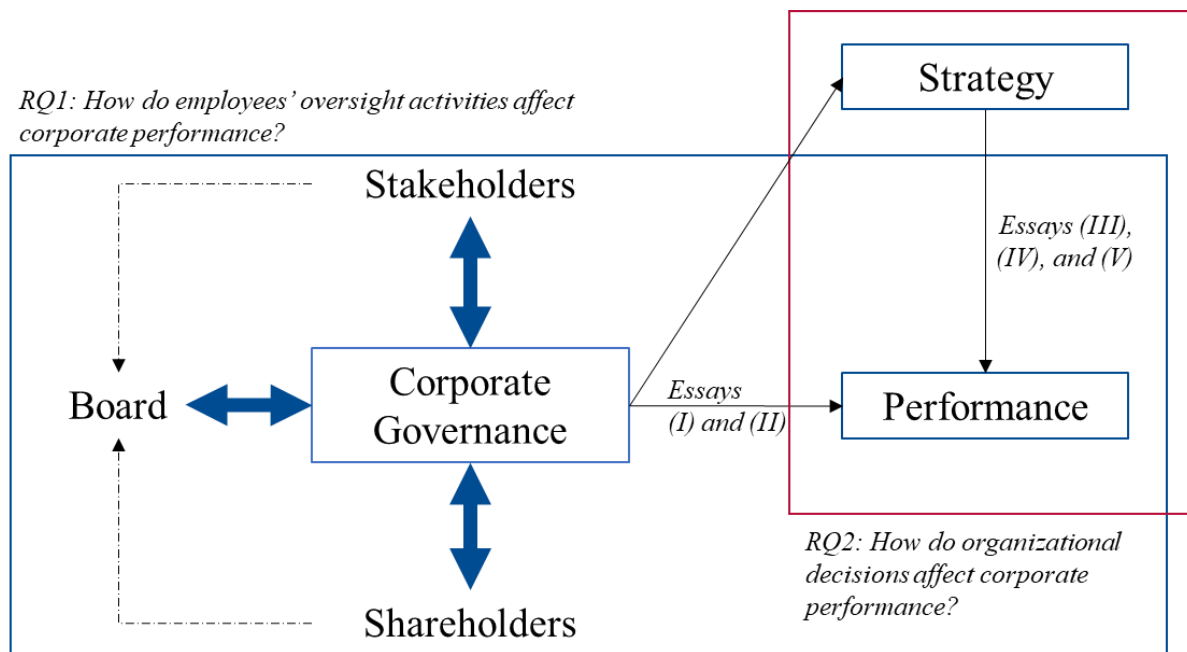 Strategy
RQ1: How do employees' oversight activities affect
corporate performance?
Stakeholders
Essays (III),
(IV), and (V)
Board
Corporate
Governance
Essays
(I) and (II)
Performance
RQ2: How do organizational
decisions affect corporate
performance?
Shareholders